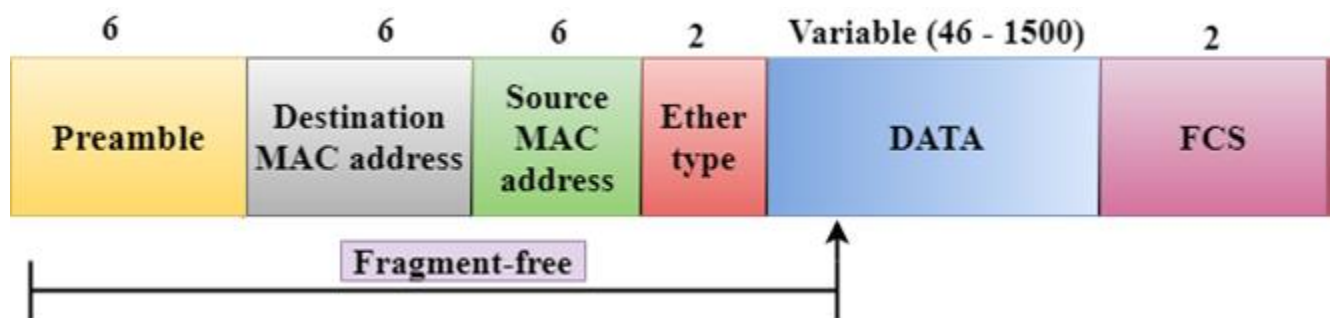 6 6 6 2 Variable (46 - 1500) 2
Preamble
Destination
MAC address
Source
MAC
address
Ether
type
DATA
FCS
Fragment-free